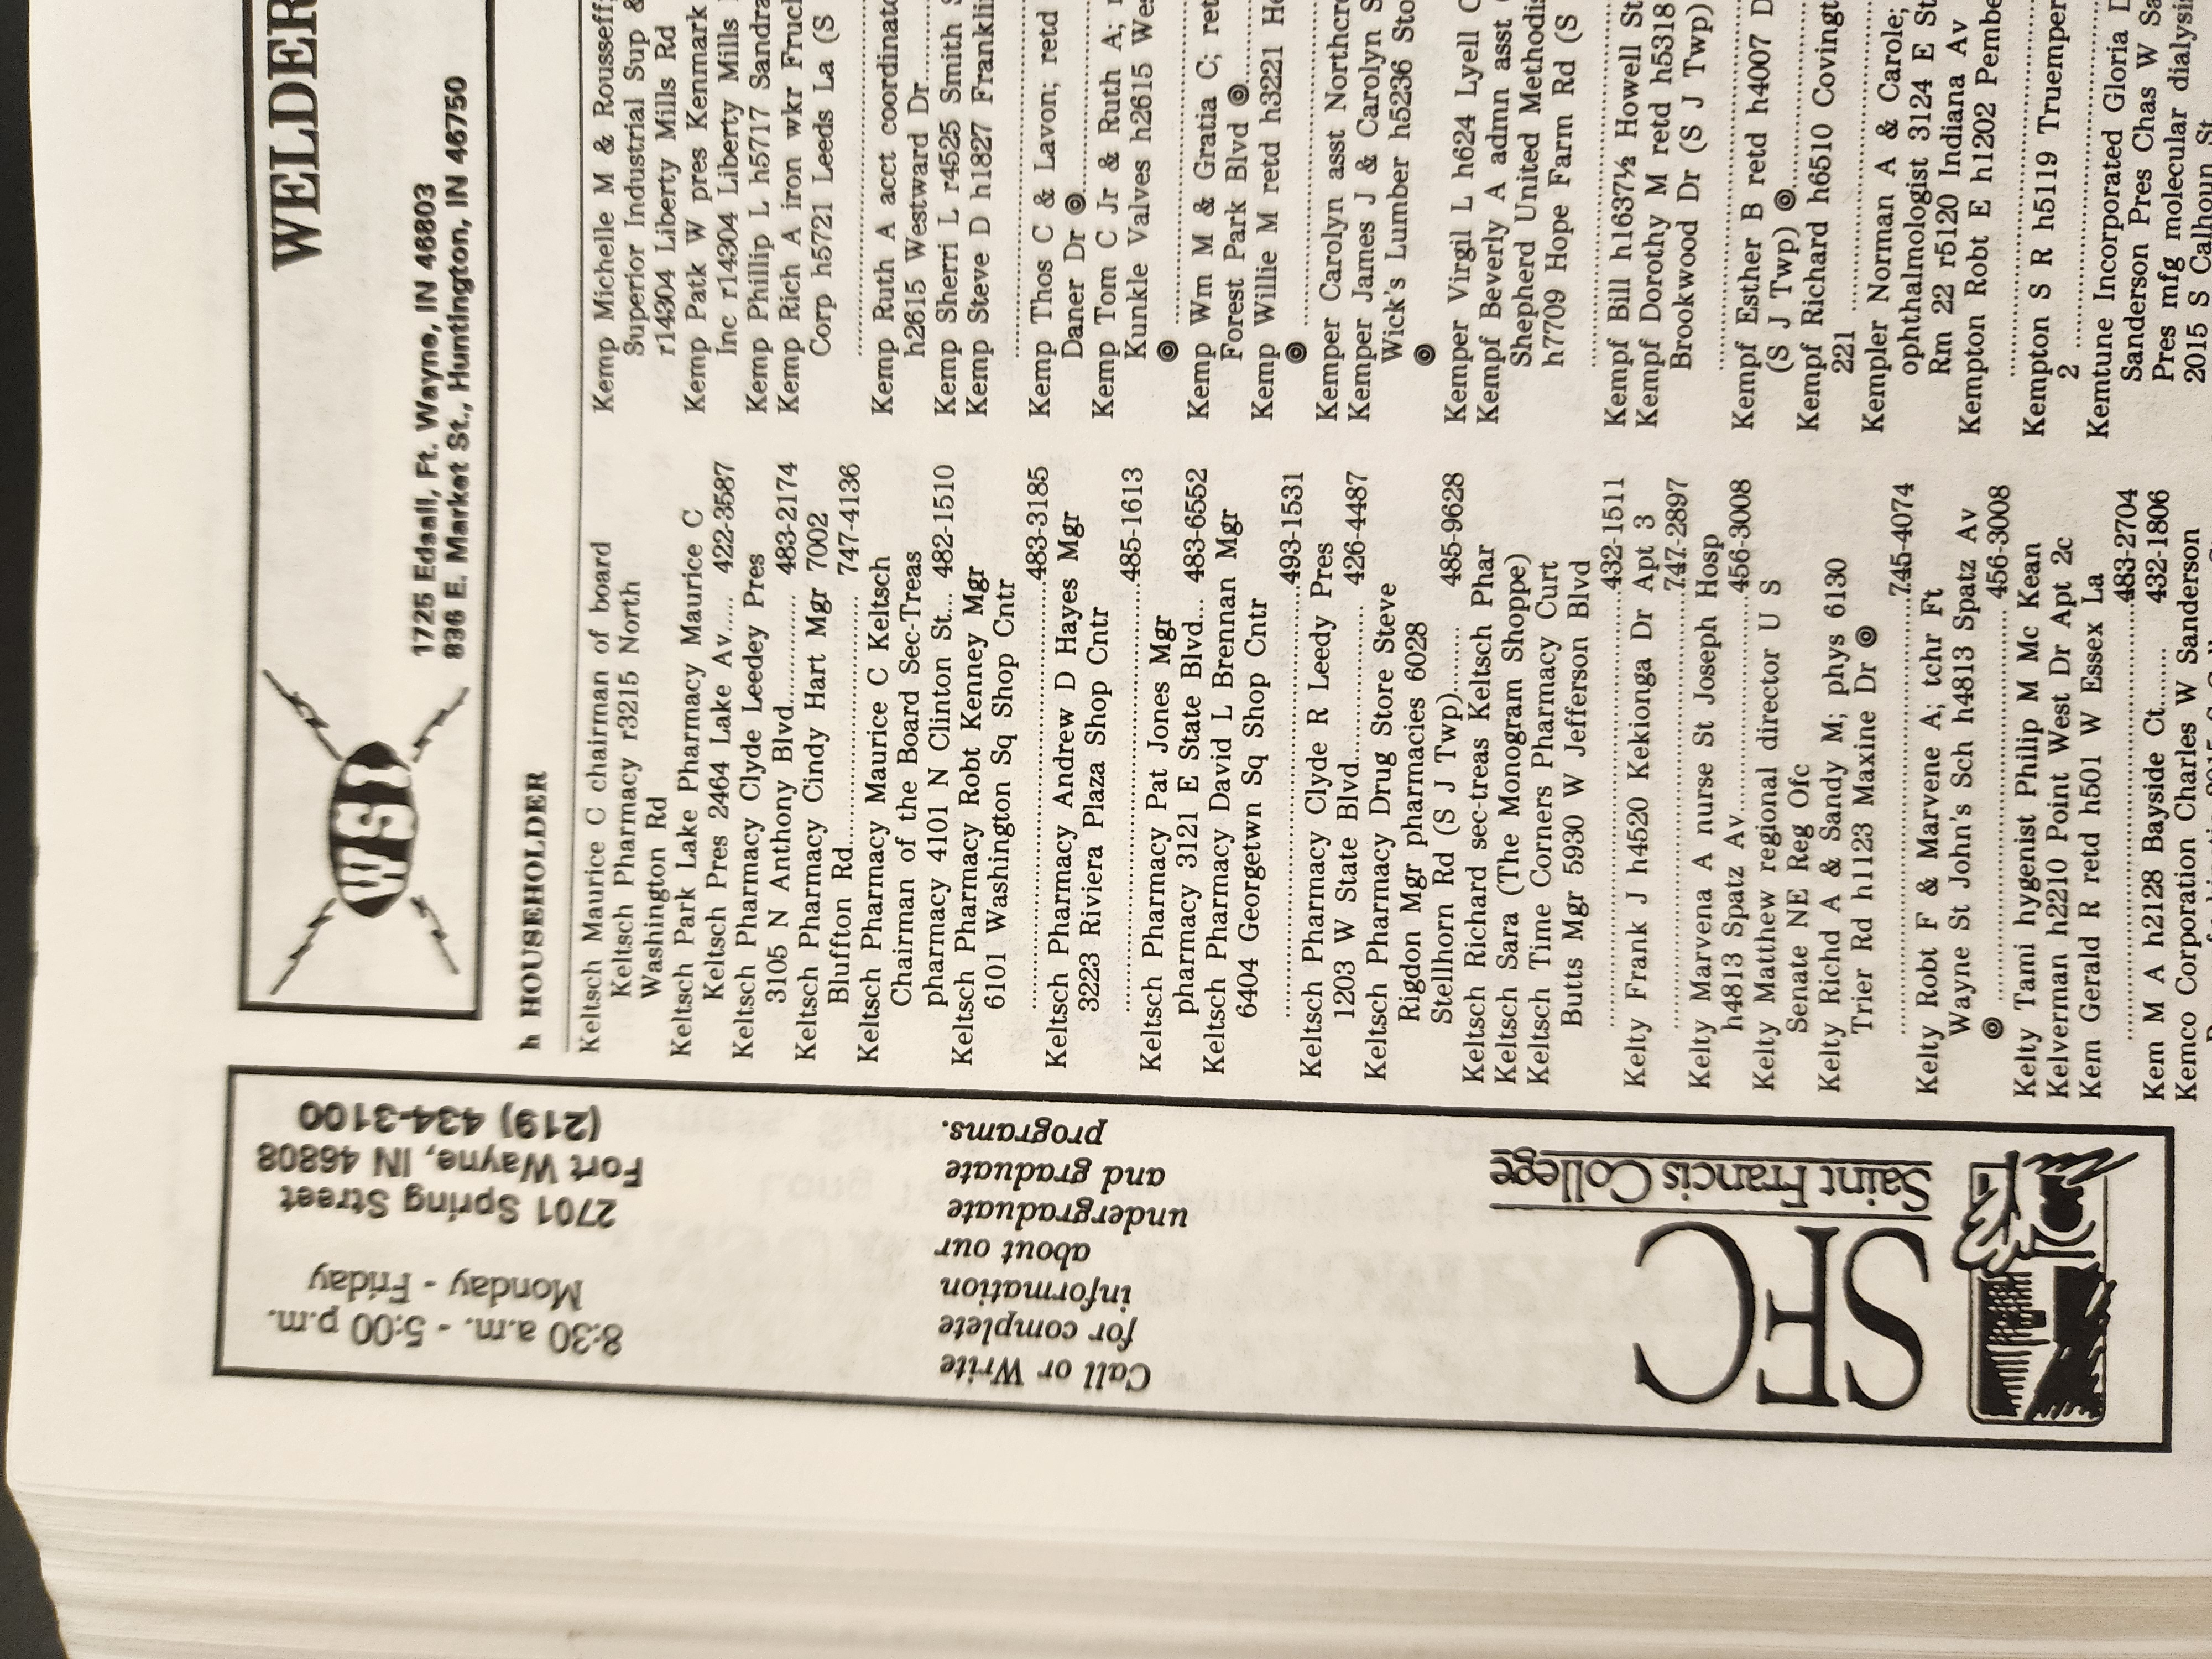 WELDER
WSI
1725 Edsall, Ft. Wayne, IN 46803
836 E. Market St., Huntington, IN 46750
h HOUSEHOLDER
Keltsch Maurice C chairman of board
Keltsch Pharmacy r3215 North
Washington Rd
Keltsch Park Lake Pharmacy Maurice C
Keltsch Pres 2464 Lake Av..... 422-3587
Keltsch Pharmacy Clyde Leedey Pres
3105 N Anthony Blvd............. 483-2174
Keltsch Pharmacy Cindy Hart Mgr 7002
Bluffton Rd............................ 747-4136
Keltsch Pharmacy Maurice C Keltsch
Chairman of the Board Sec-Treas
pharmacy 4101 N Clinton St... 482-1510
Keltsch Pharmacy Robt Kenney Mgr
6101 Washington Sq Shop Cntr
..............................................483-3185
Keltsch Pharmacy Andrew D Hayes Mgr
3223 Riviera Plaza Shop Cntr
..............................................485-1613
Keltsch Pharmacy Pat Jones Mgr
pharmacy 3121 E State Blvd... 483-6552
Keltsch Pharmacy David L Brennan Mgr
6404 Georgetwn Sq Shop Cntr
..............................................493-1531
Keltsch Pharmacy Clyde R Leedy Pres
1203 W State Blvd................. 426-4487
Keltsch Pharmacy Drug Store Steve
Rigdon Mgr pharmacies 6028
Stellhorn Rd (S J Twp)......... 485-9628
Keltsch Richard sec-treas Keltsch Phar
Keltsch Sara (The Monogram Shoppe)
Keltsch Time Corners Pharmacy Curt
Butts Mgr 5930 W Jefferson Blvd
..............................................432-1511
Kelty Frank J h4520 Kekionga Dr Apt 3
..............................................747-2897
Kelty Marvena A nurse St Joseph Hosp
h4813 Spatz Av.......................456-3008
Kelty Matthew regional director U S
Senate NE Reg Ofc
Kelty Richd A & Sandy M; phys 6130
Trier Rd h1123 Maxine Dr ◎
..............................................745-4074
Kelty Robt F & Marvene A; tchr Ft
Wayne St John's Sch h4813 Spatz Av
◎ ......................................... 456-3008
Kelty Tami hygenist Philip M Mc Kean
Kelverman h2210 Point West Dr Apt 2c
Kem Gerald R retd h501 W Essex La
..............................................483-2704
Kem M A h2128 Bayside Ct....... 432-1806
Kemco Corporation Charles W Sanderson
Kemp Michelle M & Rousseff;
Superior Industrial Sup &
r14304 Liberty Mills Rd
Kemp Patk W pres Kenmark
Inc r14304 Liberty Mills
Kemp Phillip L h5717 Sandra
Kemp Rich A iron wkr Fruc
Corp h5721 Leeds La (S
Kemp Ruth A acct coordinat
h2615 Westward Dr
Kemp Sherri L r4525 Smith
Kemp Steve D h1827 Frankli
Kemp Thos C & Lavon; retd
Daner Dr ◎
Kemp Tom C Jr & Ruth A;
Kunkle Valves h2615 Wes
◎
Kemp Wm M & Gratia C; ret
Forest Park Blvd ◎
Kemp Willie M retd h3221 H
◎
Kemper Carolyn asst Northcr
Kemper James J & Carolyn S
Wick's Lumber h5236 Sto
◎
Kemper Virgil L h624 Lyell C
Kempf Beverly A admn asst
Shepherd United Methodis
h7709 Hope Farm Rd (S
Kempf Bill h1637½ Howell St
Kempf Dorothy M retd h5318
Brookwood Dr (S J Twp)
Kempf Esther B retd h4007 D
(S J Twp) ◎
Kempf Richard h6510 Covingt
221
Kempler Norman A & Carole;
ophthalmologist 3124 E St
Rm 22 r5120 Indiana Av
Kempton Robt E h1202 Pembe
Kempton S R h5119 Truemper
2
Kemtune Incorporated Gloria D
Sanderson Pres Chas W Sa
Pres mfg molecular dialysi
2015 S Calhoun St
SFC
Saint Francis College
Call or Write
for complete
information
about our
undergraduate
and graduate
programs.
8:30 a.m. - 5:00 p.m.
Monday - Friday
2701 Spring Street
Fort Wayne, IN 46808
(219) 434-3100